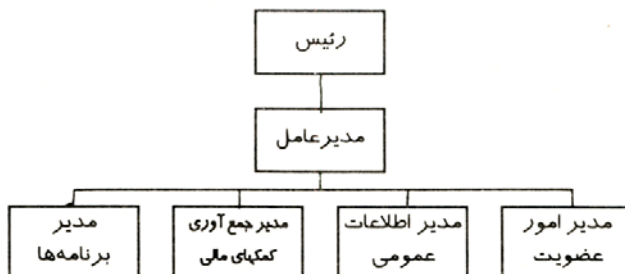 رئیس
مدیرعامل
مدیر امور
عضویت
مدیر اطلاعات
عمومی
مدیر جمع آوری
کمکهای مالی
مدیر
برنامه‌ها